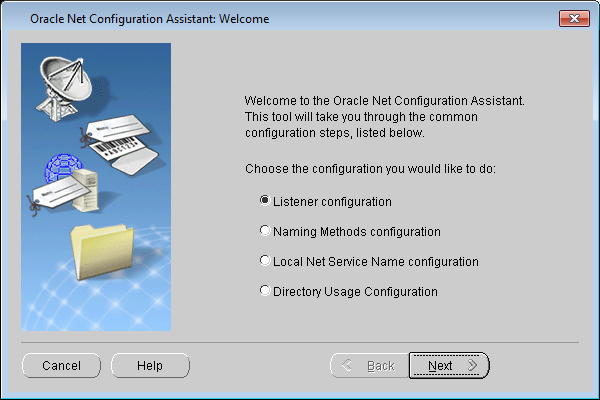 Oracle Net Configuration Assistant: Welcome
Welcome to the Oracle Net Configuration Assistant.
This tool will take you through the common
configuration steps, listed below.
Choose the configuration you would like to do:
Listener configuration
Naming Methods configuration
Local Net Service Name configuration
Directory Usage Configuration
Cancel
Help
Back
Next